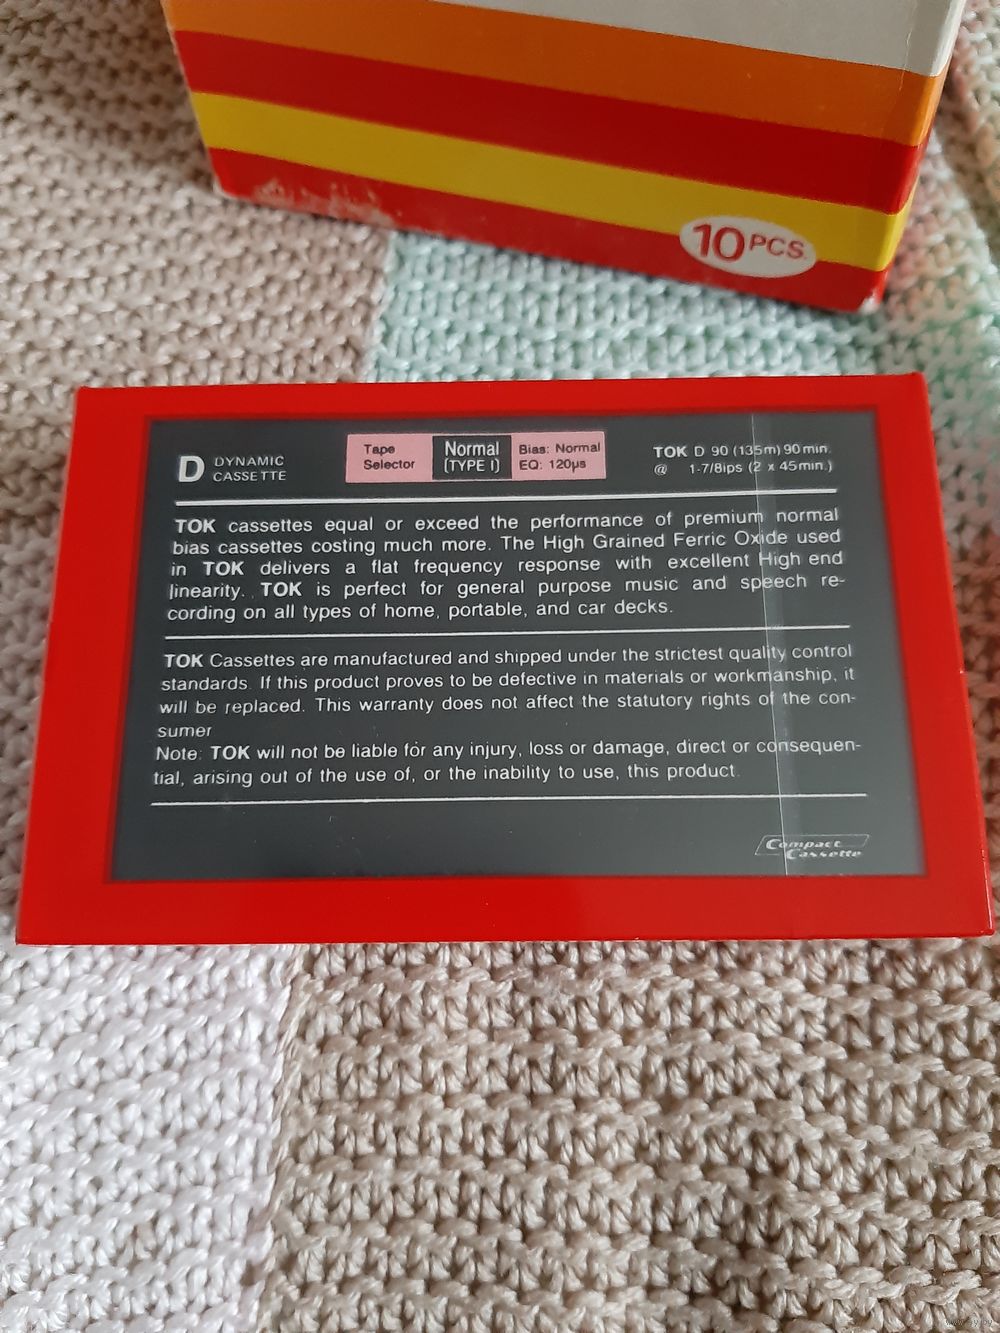 10 PCS.
D DYNAMIC CASSETTE
Tape Selector
Normal (TYPE I)
Bias: Normal
EQ: 120µs
TOK D 90 (135m) 90 min.
@ 1-7/8ips (2 x 45min.)
TOK cassettes equal or exceed the performance of premium normal
bias cassettes costing much more. The High Grained Ferric Oxide used
in TOK delivers a flat frequency response with excellent High end
linearity. TOK is perfect for general purpose music and speech re-
cording on all types of home, portable, and car decks.
TOK Cassettes are manufactured and shipped under the strictest quality control
standards. If this product proves to be defective in materials or workmanship, it
will be replaced. This warranty does not affect the statutory rights of the con-
sumer
Note: TOK will not be liable for any injury, loss or damage, direct or consequen-
tial, arising out of the use of, or the inability to use, this product.
Compact
Cassette